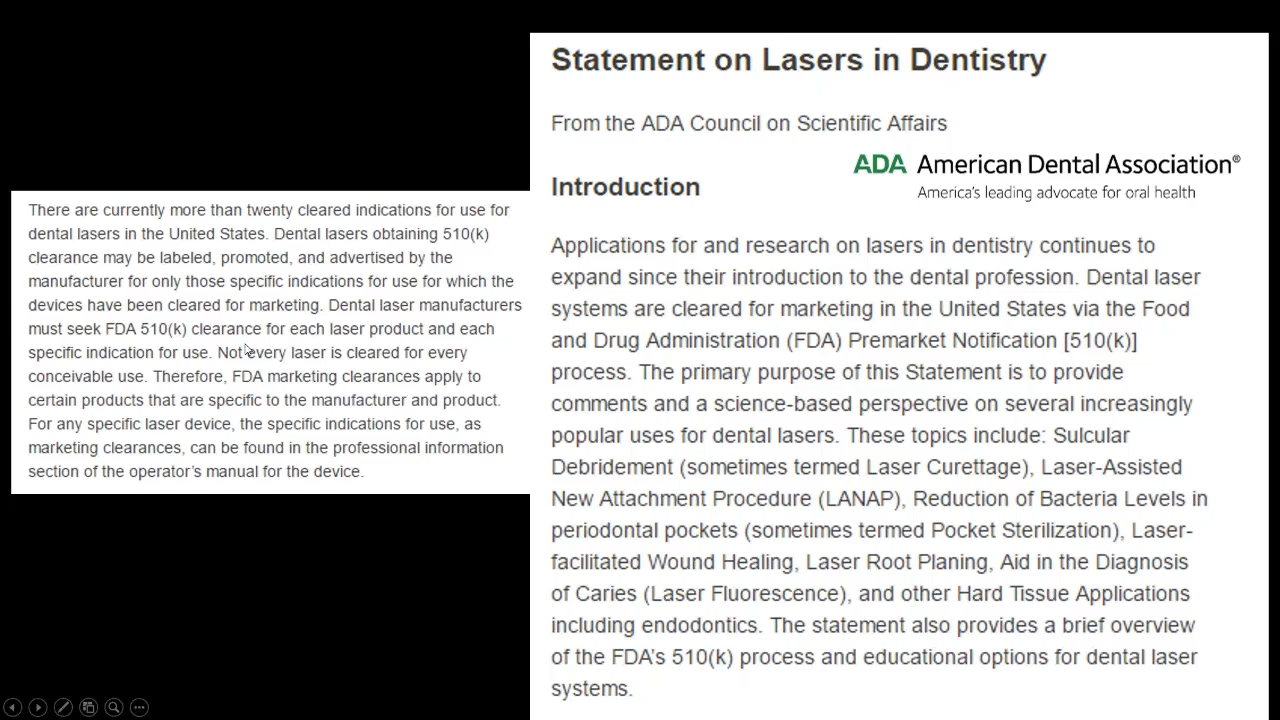 There are currently more than twenty cleared indications for use for
dental lasers in the United States. Dental lasers obtaining 510(k)
clearance may be labeled, promoted, and advertised by the
manufacturer for only those specific indications for use for which the
devices have been cleared for marketing. Dental laser manufacturers
must seek FDA 510(k) clearance for each laser product and each
specific indication for use. Not every laser is cleared for every
conceivable use. Therefore, FDA marketing clearances apply to
certain products that are specific to the manufacturer and product.
For any specific laser device, the specific indications for use, as
marketing clearances, can be found in the professional information
section of the operator's manual for the device.
Statement on Lasers in Dentistry
From the ADA Council on Scientific Affairs
ADA American Dental Association®
America's leading advocate for oral health
Introduction
Applications for and research on lasers in dentistry continues to
expand since their introduction to the dental profession. Dental laser
systems are cleared for marketing in the United States via the Food
and Drug Administration (FDA) Premarket Notification [510(k)]
process. The primary purpose of this Statement is to provide
comments and a science-based perspective on several increasingly
popular uses for dental lasers. These topics include: Sulcular
Debridement (sometimes termed Laser Curettage), Laser-Assisted
New Attachment Procedure (LANAP), Reduction of Bacteria Levels in
periodontal pockets (sometimes termed Pocket Sterilization), Laser-
facilitated Wound Healing, Laser Root Planing, Aid in the Diagnosis
of Caries (Laser Fluorescence), and other Hard Tissue Applications
including endodontics. The statement also provides a brief overview
of the FDA's 510(k) process and educational options for dental laser
systems.